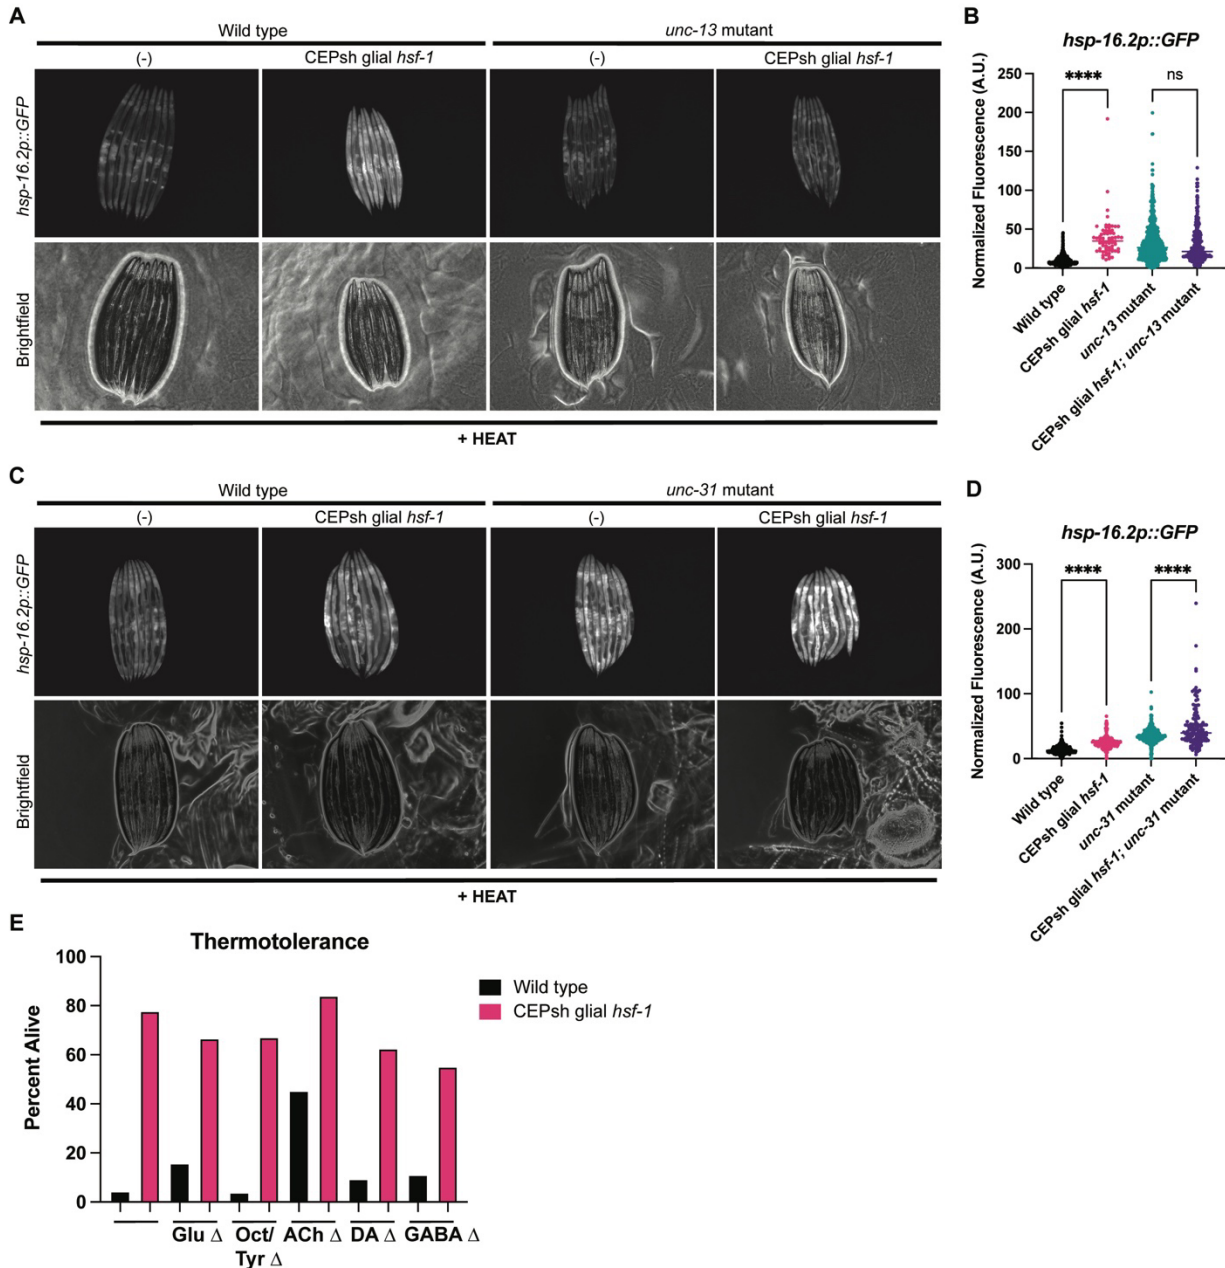 A
Wild type
unc-13 mutant
(-)
CEPsh glial hsf-1
(-)
CEPsh glial hsf-1
hsp-16.2p::GFP
Brightfield
+ HEAT
B
hsp-16.2p::GFP
Normalized Fluorescence (A.U.)
250
200
150
100
50
0
****
ns
Wild type
CEPsh glial hsf-1
unc-13 mutant
CEPsh glial hsf-1; unc-13 mutant
C
Wild type
unc-31 mutant
(-)
CEPsh glial hsf-1
(-)
CEPsh glial hsf-1
hsp-16.2p::GFP
Brightfield
+ HEAT
D
hsp-16.2p::GFP
Normalized Fluorescence (A.U.)
300
200
100
0
****
****
Wild type
CEPsh glial hsf-1
unc-31 mutant
CEPsh glial hsf-1; unc-31 mutant
E
Thermotolerance
Percent Alive
100
80
60
40
20
0
Glu Δ
Oct/
Tyr Δ
ACh Δ
DA Δ
GABA Δ
Wild type
CEPsh glial hsf-1